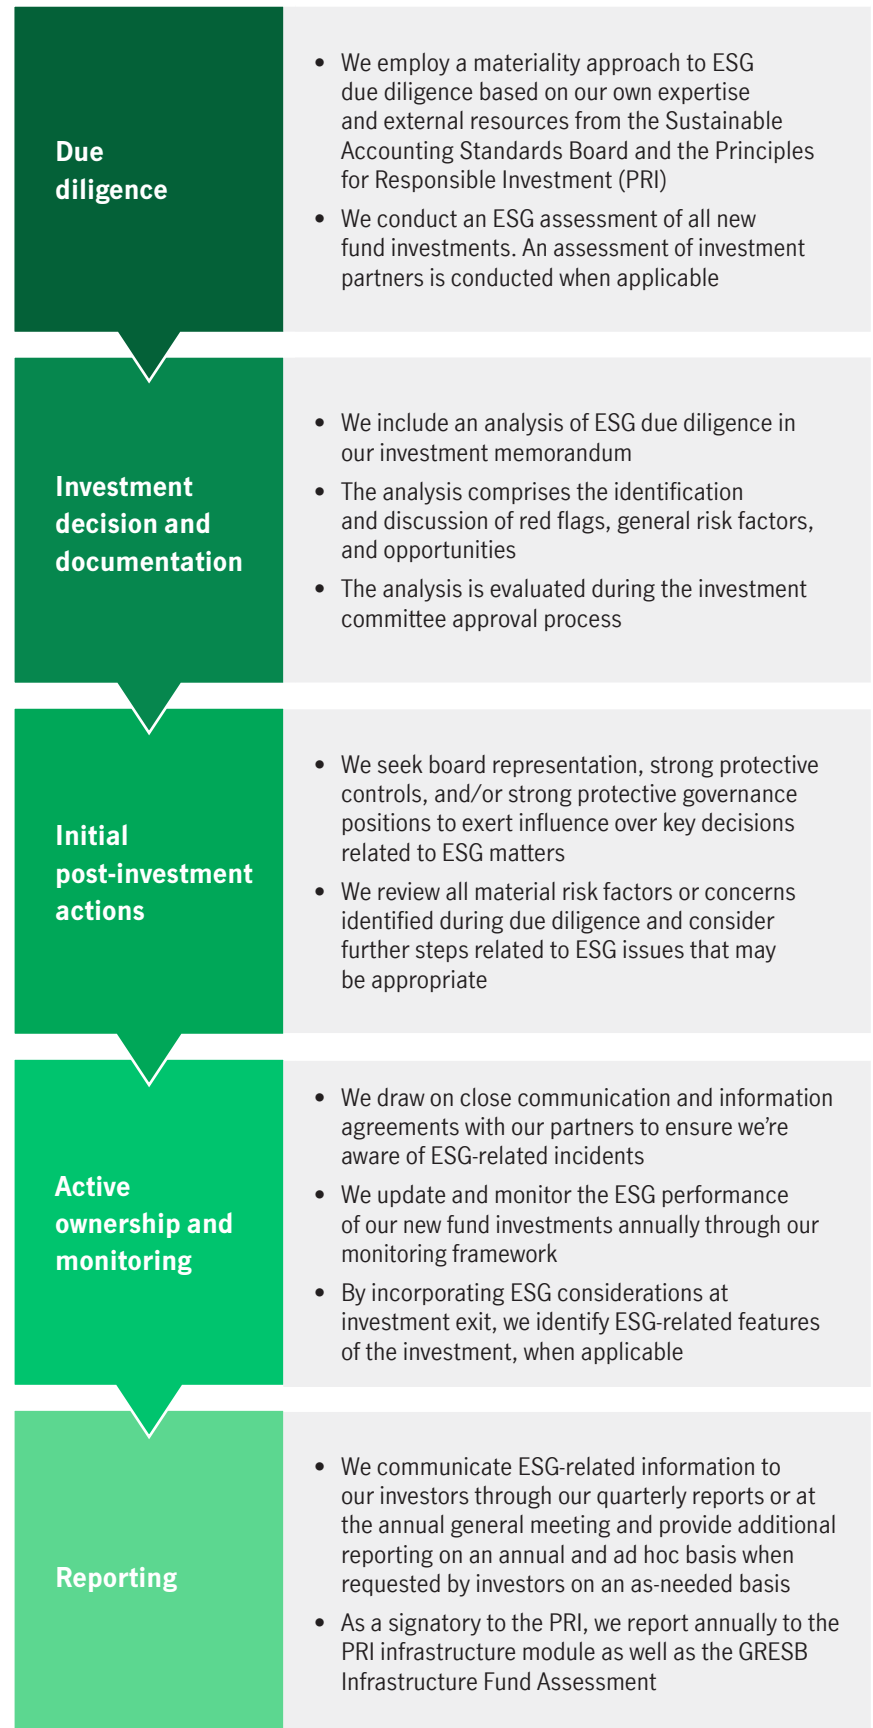 Due
diligence
• We employ a materiality approach to ESG
due diligence based on our own expertise
and external resources from the Sustainable
Accounting Standards Board and the Principles
for Responsible Investment (PRI)
• We conduct an ESG assessment of all new
fund investments. An assessment of investment
partners is conducted when applicable
Investment
decision and
documentation
• We include an analysis of ESG due diligence in
our investment memorandum
• The analysis comprises the identification
and discussion of red flags, general risk factors,
and opportunities
• The analysis is evaluated during the investment
committee approval process
Initial
post-investment
actions
• We seek board representation, strong protective
controls, and/or strong protective governance
positions to exert influence over key decisions
related to ESG matters
• We review all material risk factors or concerns
identified during due diligence and consider
further steps related to ESG issues that may
be appropriate
Active
ownership and
monitoring
• We draw on close communication and information
agreements with our partners to ensure we’re
aware of ESG-related incidents
• We update and monitor the ESG performance
of our new fund investments annually through our
monitoring framework
• By incorporating ESG considerations at
investment exit, we identify ESG-related features
of the investment, when applicable
Reporting
• We communicate ESG-related information to
our investors through our quarterly reports or at
the annual general meeting and provide additional
reporting on an annual and ad hoc basis when
requested by investors on an as-needed basis
• As a signatory to the PRI, we report annually to the
PRI infrastructure module as well as the GRESB
Infrastructure Fund Assessment